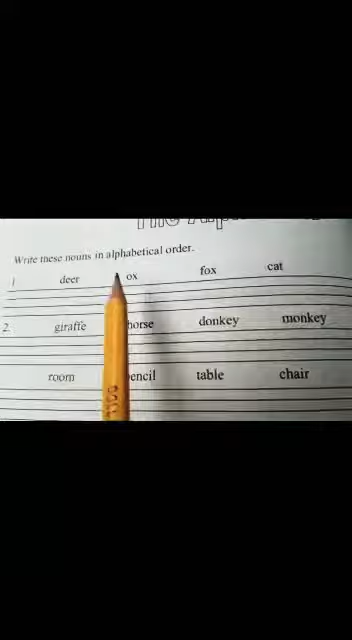 Write these nouns in alphabetical order.
1 deer ox fox cat
2. giraffe horse donkey monkey
room pencil table chair